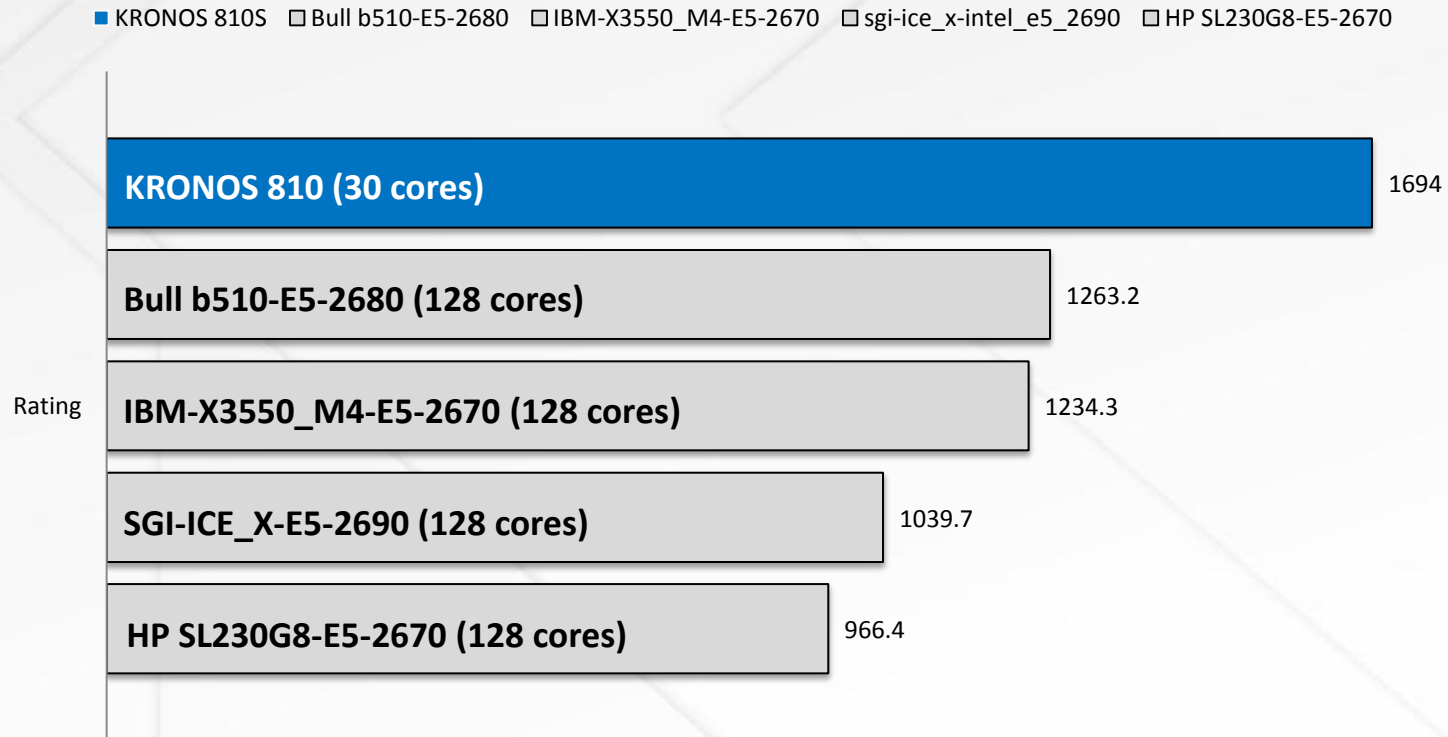 KRONOS 810S Bull b510-E5-2680 IBM-X3550_M4-E5-2670 sgi-ice_x-intel_e5_2690 HP SL230G8-E5-2670
KRONOS 810 (30 cores) 1694
Bull b510-E5-2680 (128 cores) 1263.2
Rating IBM-X3550_M4-E5-2670 (128 cores) 1234.3
SGI-ICE_X-E5-2690 (128 cores) 1039.7
HP SL230G8-E5-2670 (128 cores) 966.4